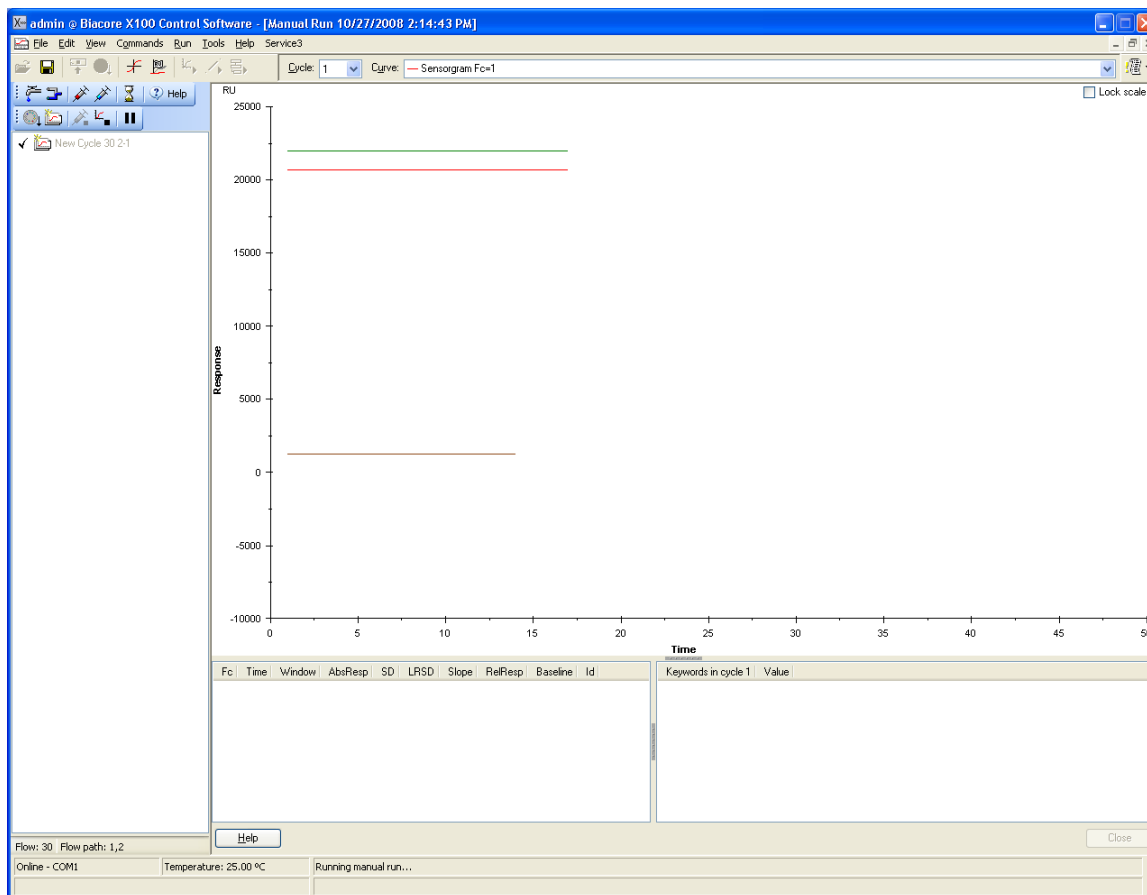 admin @ Biacore X100 Control Software - [Manual Run 10/27/2008 2:14:43 PM]
File Edit View Commands Run Tools Help Service3
Cycle: 1 Curve: Sensorgram Fc=1
Help
New Cycle 30 2-1
RU
Lock scale
25000
20000
15000
10000
5000
0
-5000
-10000
Response
0 5 10 15 20 25 30 35 40 45
Time
Fc Time Window AbsResp SD LRSD Slope RelResp Baseline Id
Keywords in cycle 1 Value
Help
Close
Flow: 30 Flow path: 1,2
Online - COM1 Temperature: 25.00 ºC Running manual run...